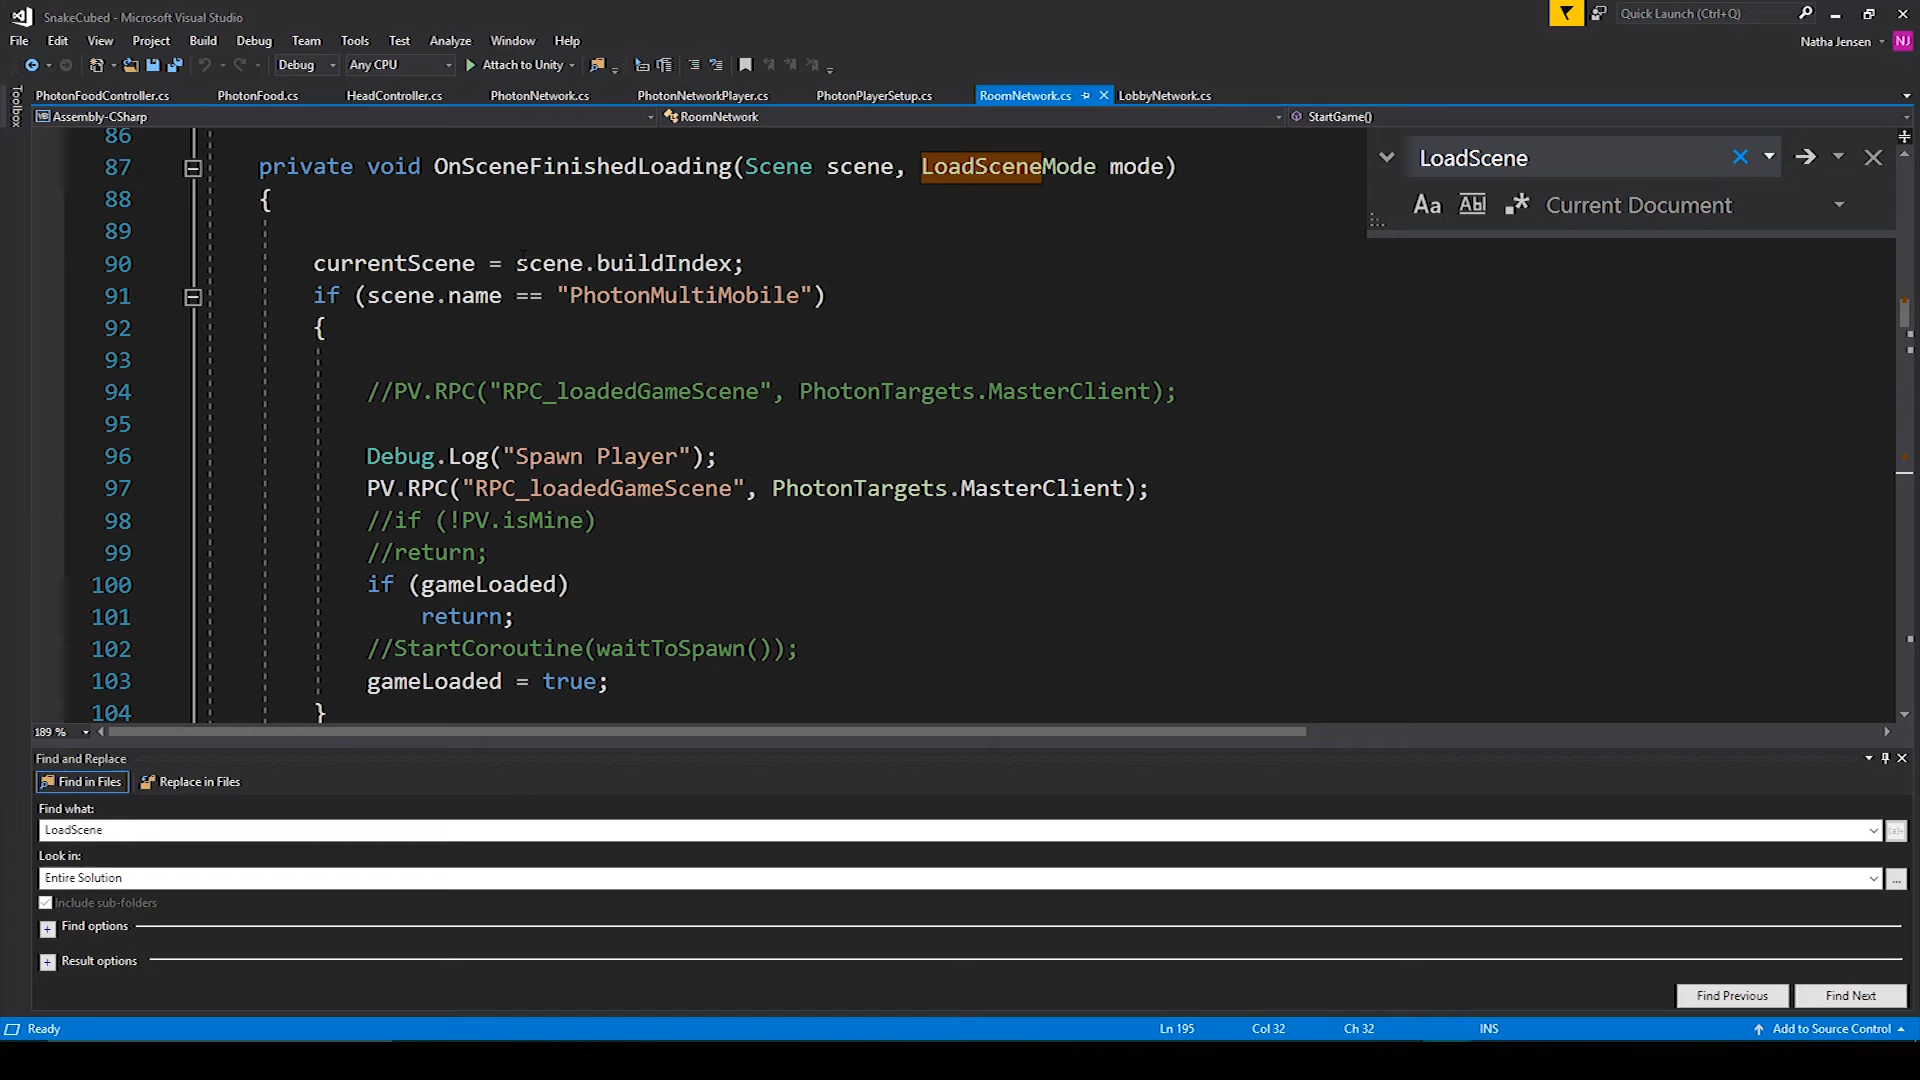 SnakeCubed - Microsoft Visual Studio
Quick Launch (Ctrl+Q)
File Edit View Project Build Debug Team Tools Test Analyze Window Help
Natha Jensen NJ
Debug Any CPU Attach to Unity
Toolbox
PhotonFoodController.cs PhotonFood.cs HeadController.cs PhotonNetwork.cs PhotonNetworkPlayer.cs PhotonPlayerSetup.cs RoomNetwork.cs LobbyNetwork.cs
Assembly-CSharp RoomNetwork StartGame()
LoadScene
Aa Abl .* Current Document
86
87 private void OnSceneFinishedLoading(Scene scene, LoadSceneMode mode)
88 {
89
90 currentScene = scene.buildIndex;
91 if (scene.name == "PhotonMultiMobile")
92 {
93
94 //PV.RPC("RPC_loadedGameScene", PhotonTargets.MasterClient);
95
96 Debug.Log("Spawn Player");
97 PV.RPC("RPC_loadedGameScene", PhotonTargets.MasterClient);
98 //if (!PV.isMine)
99 //return;
100 if (gameLoaded)
101 return;
102 //StartCoroutine(waitToSpawn());
103 gameLoaded = true;
104 }
189 %
Find and Replace
Find in Files Replace in Files
Find what:
LoadScene
Look in:
Entire Solution
...
Include sub-folders
Find options
Result options
Find Previous Find Next
Ready Ln 195 Col 32 Ch 32 INS Add to Source Control